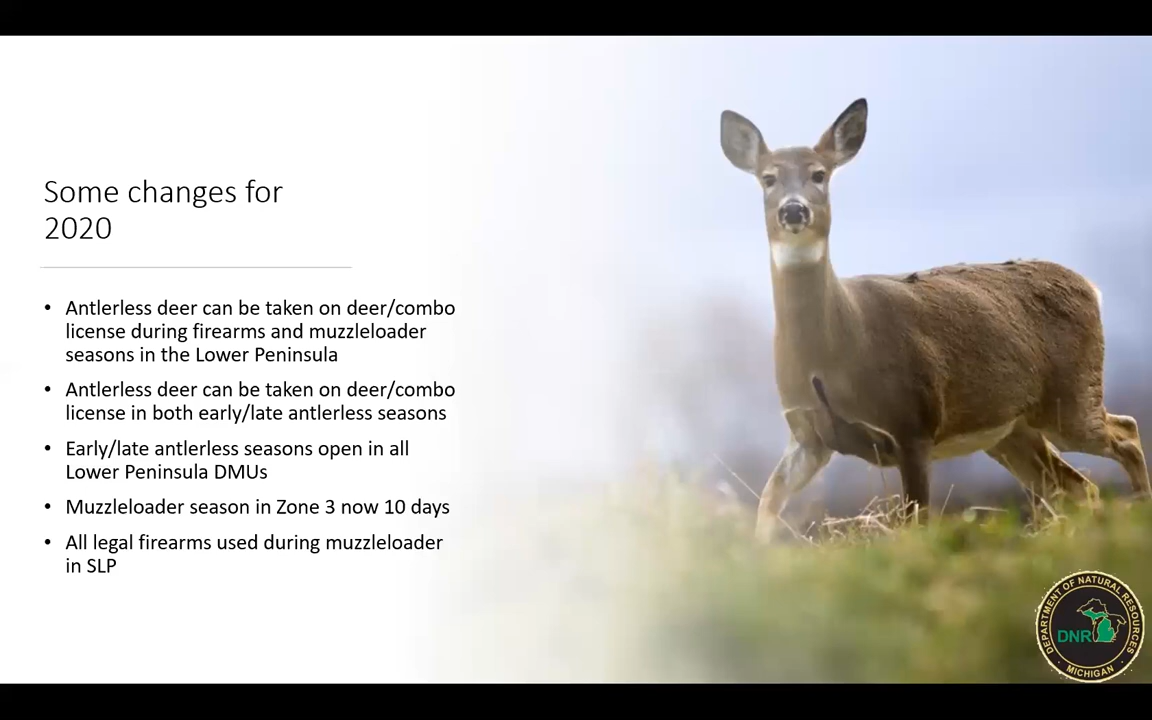 Some changes for
2020
• Antlerless deer can be taken on deer/combo
license during firearms and muzzleloader
seasons in the Lower Peninsula
• Antlerless deer can be taken on deer/combo
license in both early/late antlerless seasons
• Early/late antlerless seasons open in all
Lower Peninsula DMUs
• Muzzleloader season in Zone 3 now 10 days
• All legal firearms used during muzzleloader
in SLP
DEPARTMENT OF NATURAL RESOURCES
DNR
MICHIGAN